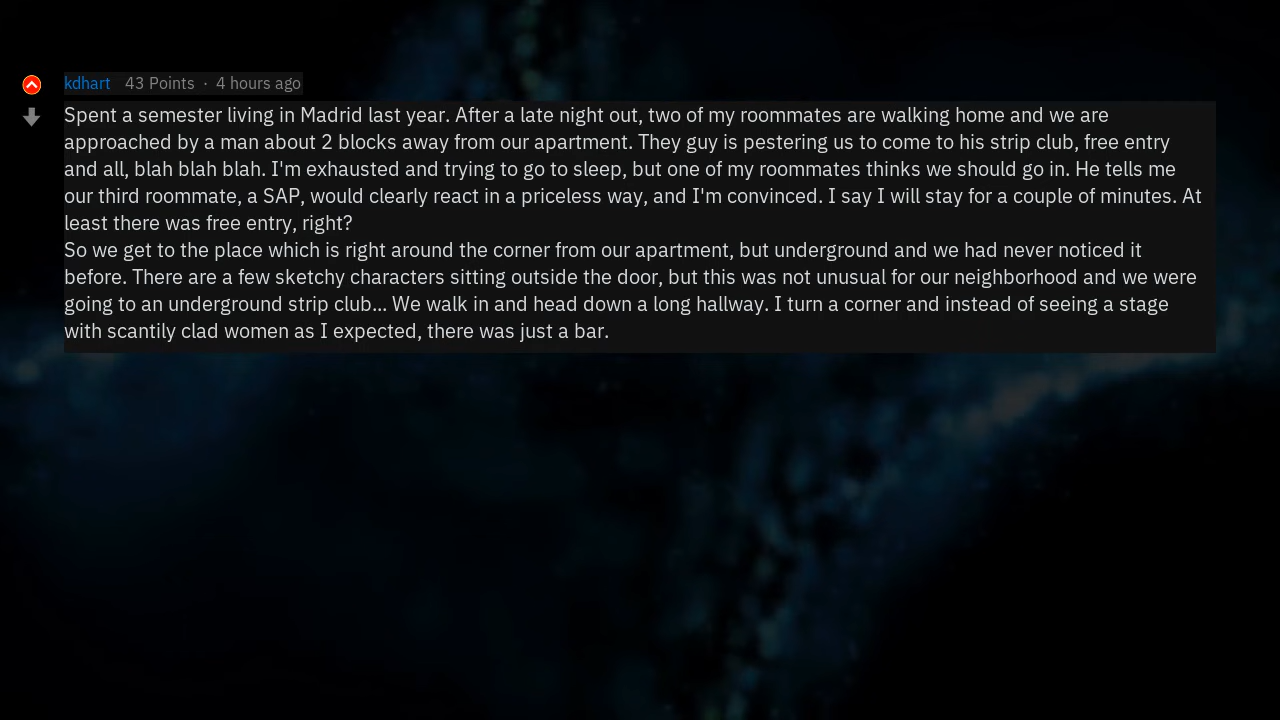 kdhart 43 Points · 4 hours ago
Spent a semester living in Madrid last year. After a late night out, two of my roommates are walking home and we are
approached by a man about 2 blocks away from our apartment. They guy is pestering us to come to his strip club, free entry
and all, blah blah blah. I'm exhausted and trying to go to sleep, but one of my roommates thinks we should go in. He tells me
our third roommate, a SAP, would clearly react in a priceless way, and I'm convinced. I say I will stay for a couple of minutes. At
least there was free entry, right?
So we get to the place which is right around the corner from our apartment, but underground and we had never noticed it
before. There are a few sketchy characters sitting outside the door, but this was not unusual for our neighborhood and we were
going to an underground strip club... We walk in and head down a long hallway. I turn a corner and instead of seeing a stage
with scantily clad women as I expected, there was just a bar.